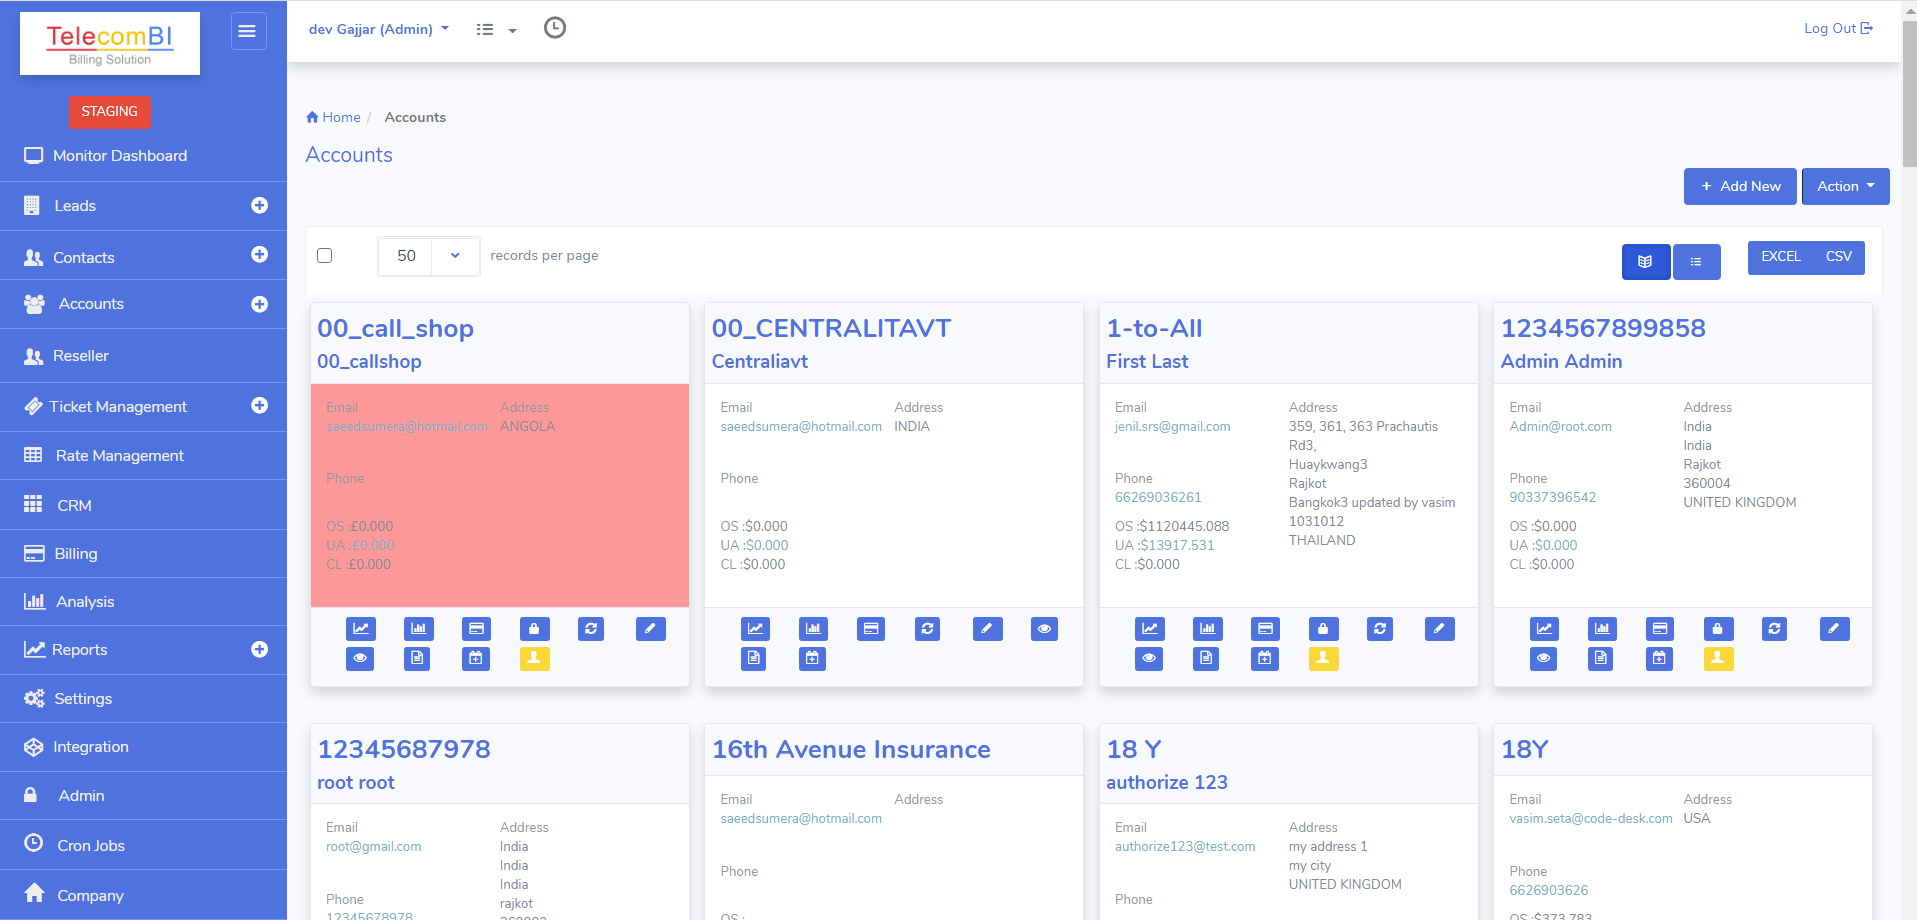 TelecomBI
Billing Solution
STAGING
Monitor Dashboard
Leads
Contacts
Accounts
Reseller
Ticket Management
Rate Management
CRM
Billing
Analysis
Reports
Settings
Integration
Admin
Cron Jobs
Company
dev Gajjar (Admin)
Log Out
Home / Accounts
Accounts
+ Add New
Action
50 records per page
EXCEL CSV
00_call_shop
00_callshop
Email
saeedsumera@hotmail.com
Address
ANGOLA
Phone
OS :£0.000
UA :£0.000
CL :£0.000
00_CENTRALITAVT
Centraliavt
Email
saeedsumera@hotmail.com
Address
INDIA
Phone
OS :$0.000
UA :$0.000
CL :$0.000
1-to-All
First Last
Email
jenil.srs@gmail.com
Address
359, 361, 363 Prachautis
Rd3,
Huaykwang3
Rajkot
Bangkok3 updated by vasim
1031012
THAILAND
Phone
66269036261
OS :$1120445.088
UA :$13917.531
CL :$0.000
1234567899858
Admin Admin
Email
Admin@root.com
Address
India
India
Rajkot
360004
UNITED KINGDOM
Phone
90337396542
OS :$0.000
UA :$0.000
CL :$0.000
12345687978
root root
Email
root@gmail.com
Address
India
India
India
rajkot
Phone
12345678978
16th Avenue Insurance
Email
saeedsumera@hotmail.com
Address
Phone
OS :
18 Y
authorize 123
Email
authorize123@test.com
Address
my address 1
my city
UNITED KINGDOM
Phone
18Y
Email
vasim.seta@code-desk.com
Address
USA
Phone
6626903626
OS :$373.783